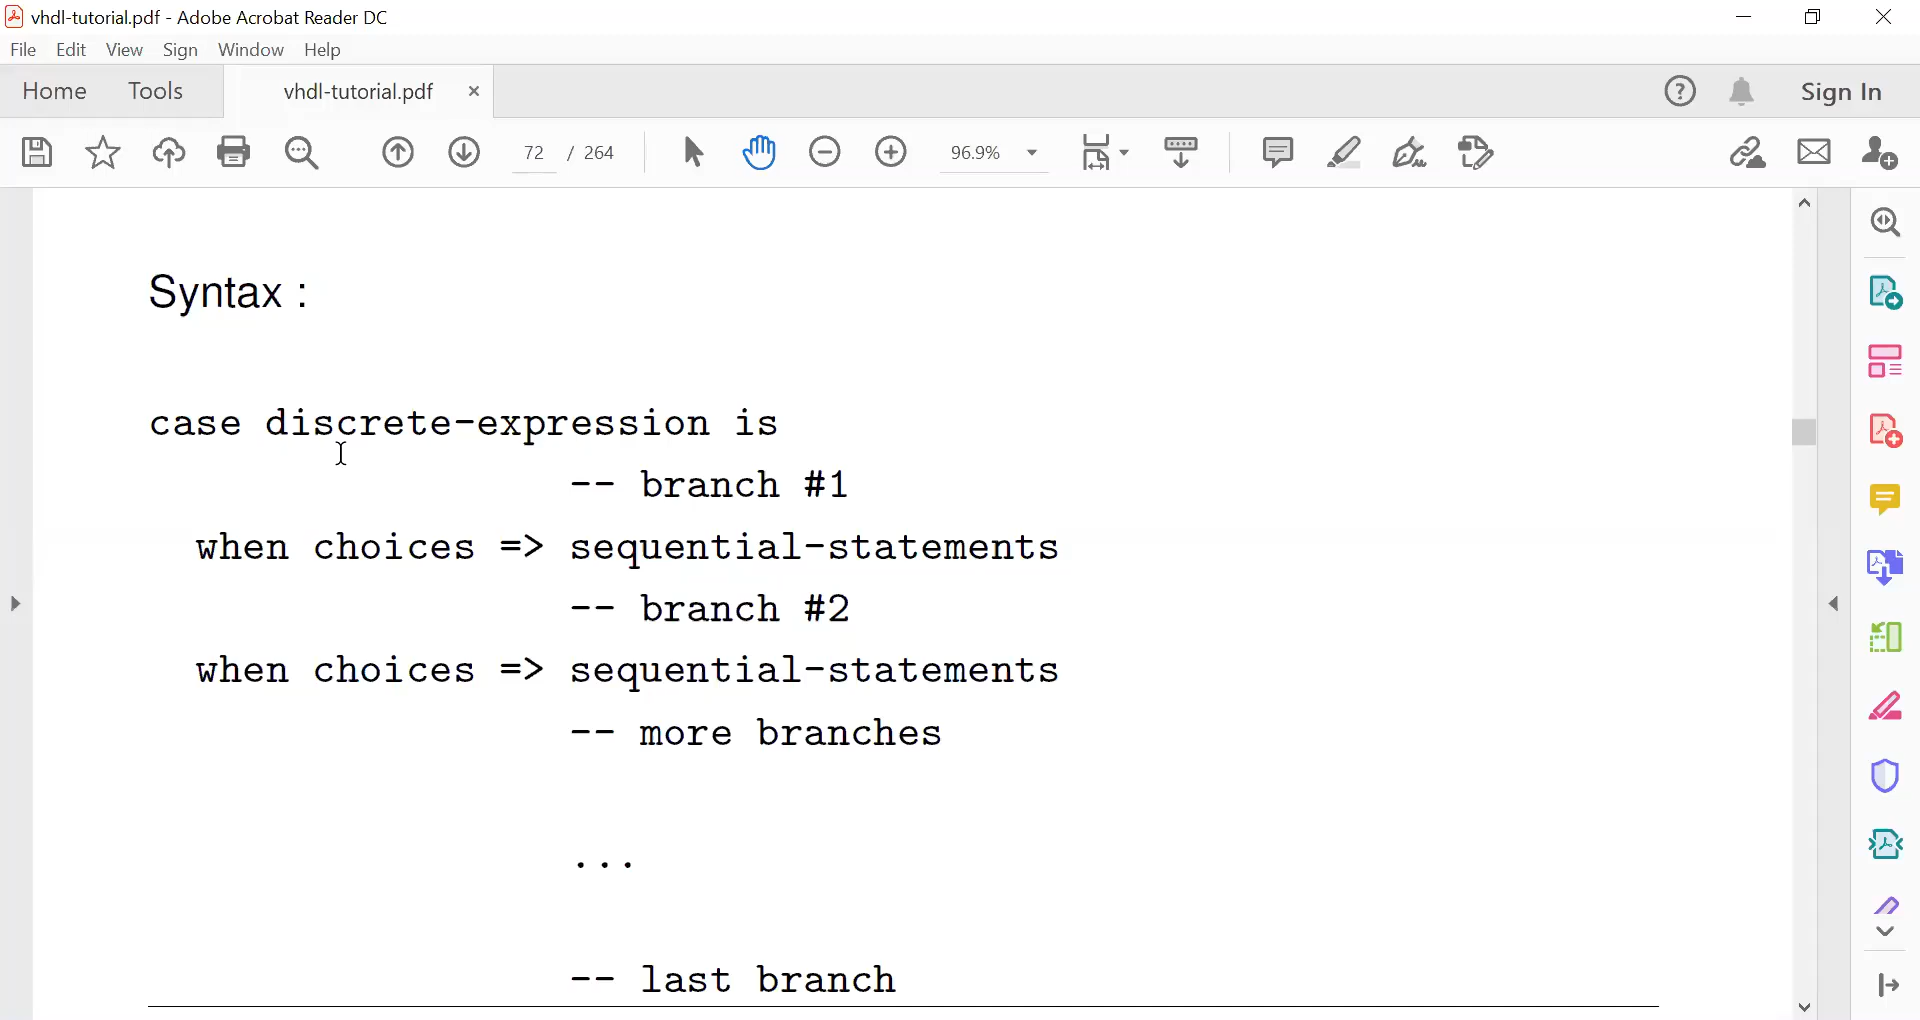 vhdl-tutorial.pdf - Adobe Acrobat Reader DC
File Edit View Sign Window Help
Home Tools vhdl-tutorial.pdf × Sign In
72 / 264 96.9%
Syntax :
case discrete-expression is
-- branch #1
when choices => sequential-statements
-- branch #2
when choices => sequential-statements
-- more branches
...
-- last branch